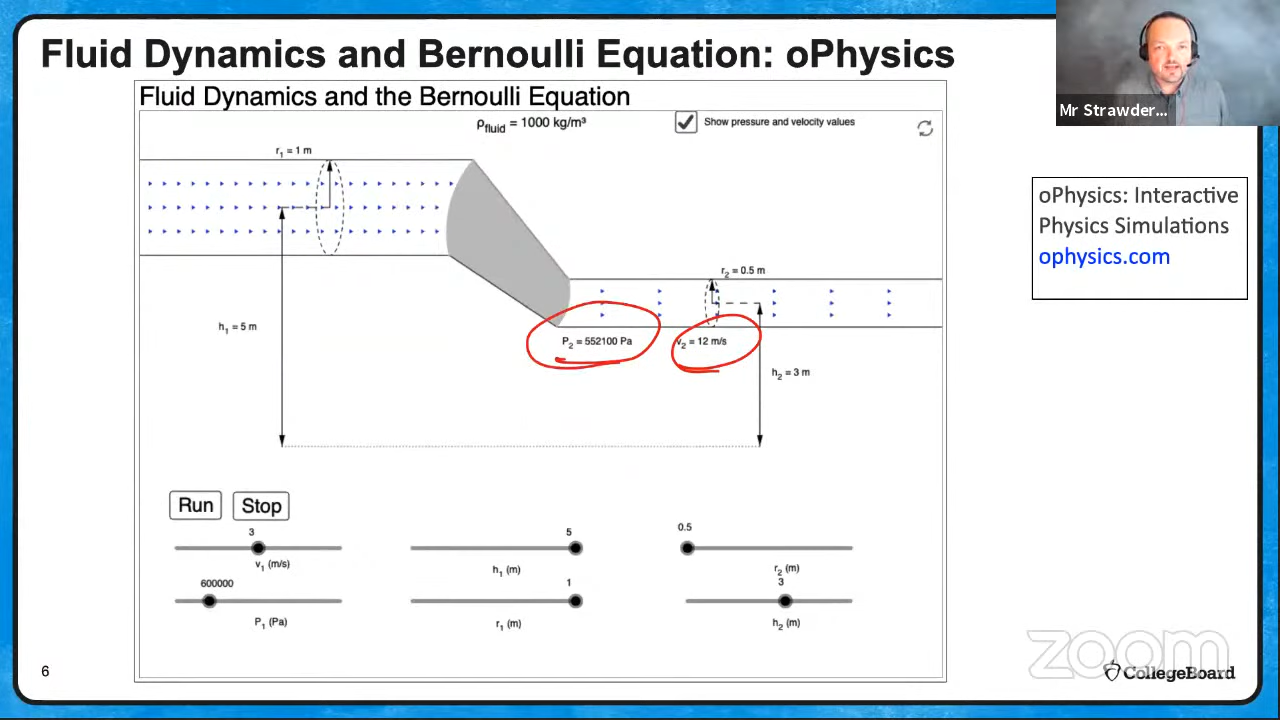 Fluid Dynamics and Bernoulli Equation: oPhysics
Mr Strawder...
Fluid Dynamics and the Bernoulli Equation
ρfluid = 1000 kg/m³
Show pressure and velocity values
r₁ = 1 m
oPhysics: Interactive
Physics Simulations
ophysics.com
r₂ = 0.5 m
h₁ = 5 m
P₂ = 552100 Pa
v₂ = 12 m/s
h₂ = 3 m
Run
Stop
3
v₁ (m/s)
5
h₁ (m)
0.5
r₂ (m)
600000
P₁ (Pa)
1
r₁ (m)
3
h₂ (m)
6
zoom
CollegeBoard